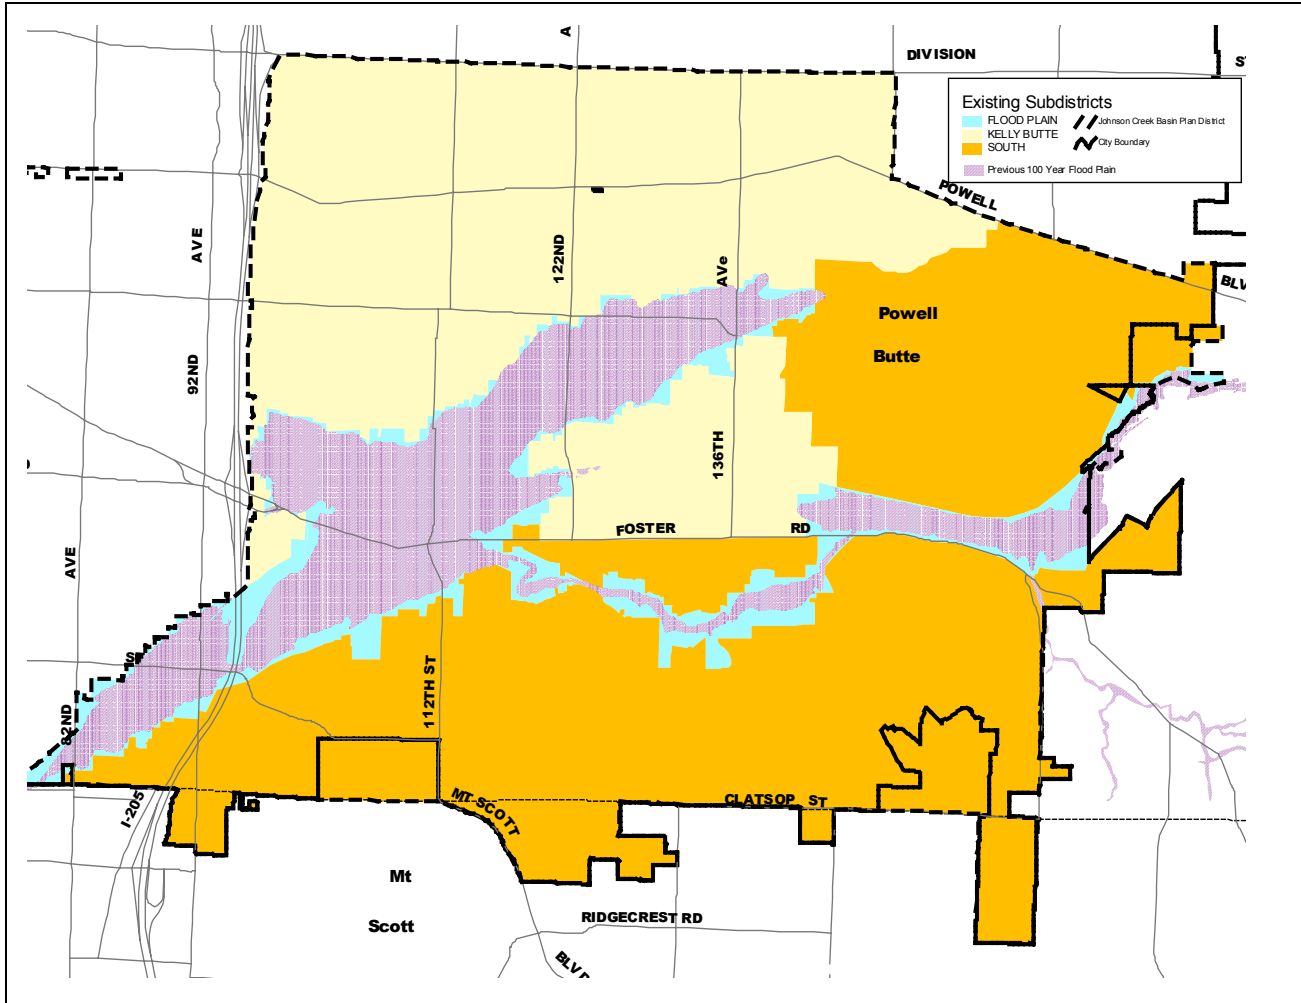 A
DIVISION
S
Existing Subdistricts
FLOOD PLAIN
KELLY BUTTE
SOUTH
Previous 100 Year Flood Plain
Johnson Creek Basin Plan District
City Boundary
POWELL
BLV
AVE
122ND
AVe
Powell
Butte
92ND
136TH
FOSTER
RD
AVE
S
112TH ST
82ND
I-205
MT SCOTT
CLATSOP ST
Mt
Scott
RIDGECREST RD
BLVD